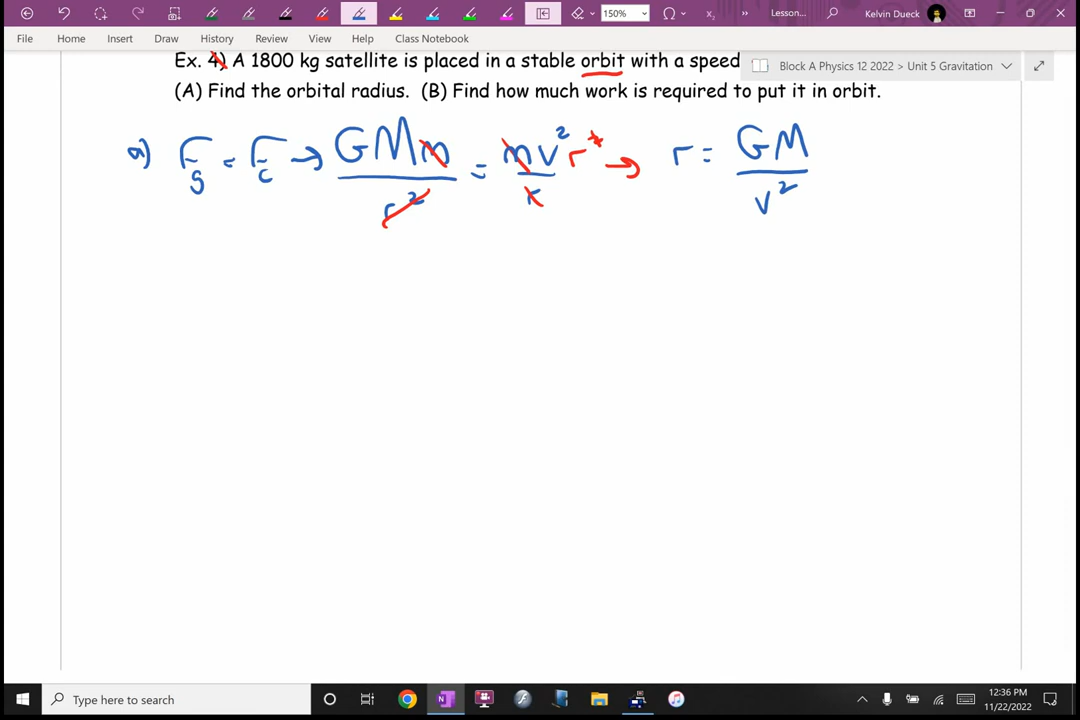 150%
Lesson...
Kelvin Dueck
File Home Insert Draw History Review View Help Class Notebook
Ex. 4) A 1800 kg satellite is placed in a stable orbit with a speed
Block A Physics 12 2022 > Unit 5 Gravitation
(A) Find the orbital radius. (B) Find how much work is required to put it in orbit.
a) Fg = Fc → GMm/r² = mv²/r r² → r = GM/v²
Type here to search
12:36 PM
11/22/2022